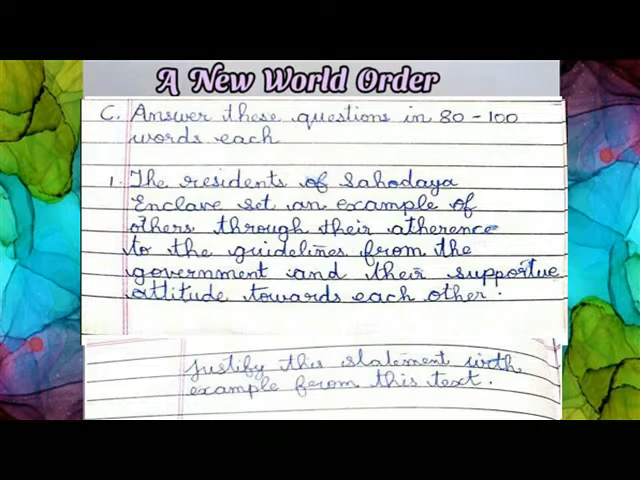 A New World Order
C. Answer these questions in 80 - 100
words each
1. The residents of Sahodaya
Enclave set an example of
others through their atherence
to the guidelines from the
government and their supportive
attitude towards each other.
Justify this statement with
example from this text.